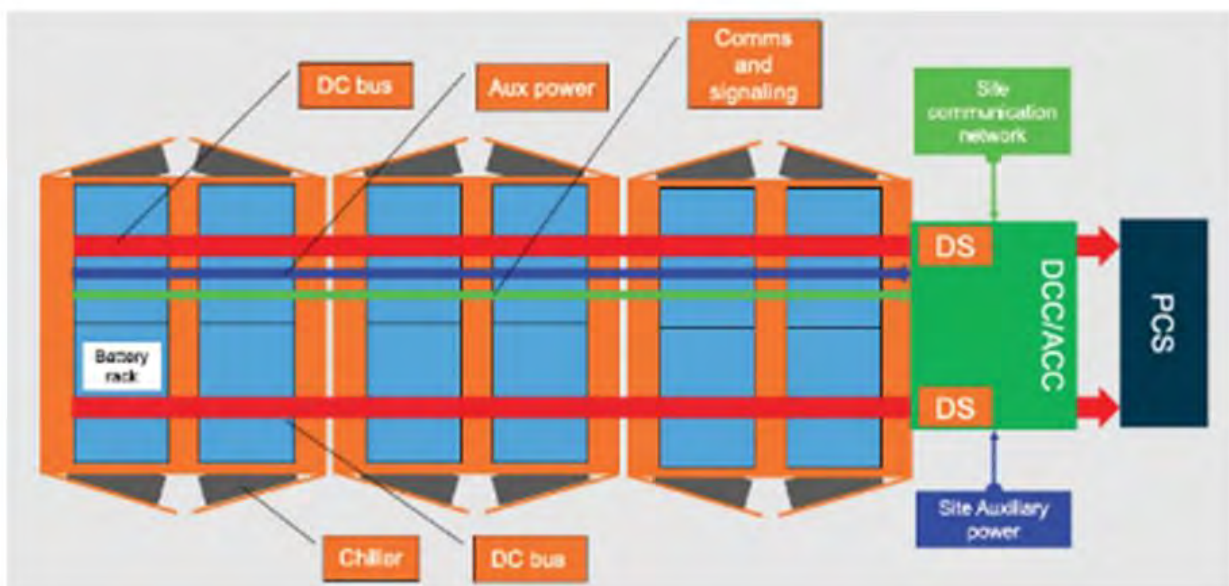 DC bus
Aux power
Comms
and
signaling
Site
communication
network
DS
DCC/ACC
PCS
Battery
rack
DS
Site Auxiliary
power
Chiller
DC bus